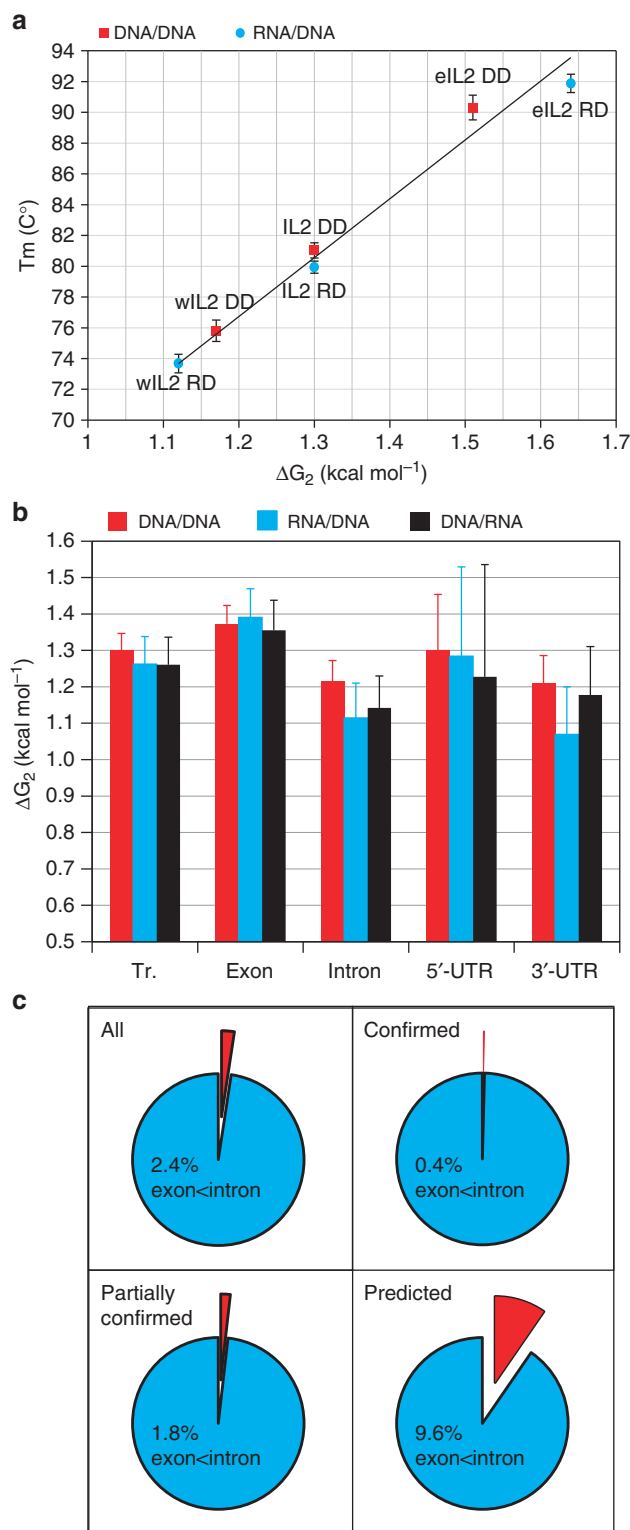 a
DNA/DNA RNA/DNA
94
92
90
88
86
84
82
80
78
76
74
72
70
Tm (C°)
eIL2 DD
eIL2 RD
IL2 DD
IL2 RD
wIL2 DD
wIL2 RD
1 1.1 1.2 1.3 1.4 1.5 1.6 1.7
ΔG₂ (kcal mol⁻¹)
b
DNA/DNA RNA/DNA DNA/RNA
1.6
1.5
1.4
1.3
1.2
1.1
1.0
0.9
0.8
0.7
0.6
0.5
ΔG₂ (kcal mol⁻¹)
Tr. Exon Intron 5′-UTR 3′-UTR
c
All
2.4%
exon<intron
Confirmed
0.4%
exon<intron
Partially
confirmed
1.8%
exon<intron
Predicted
9.6%
exon<intron